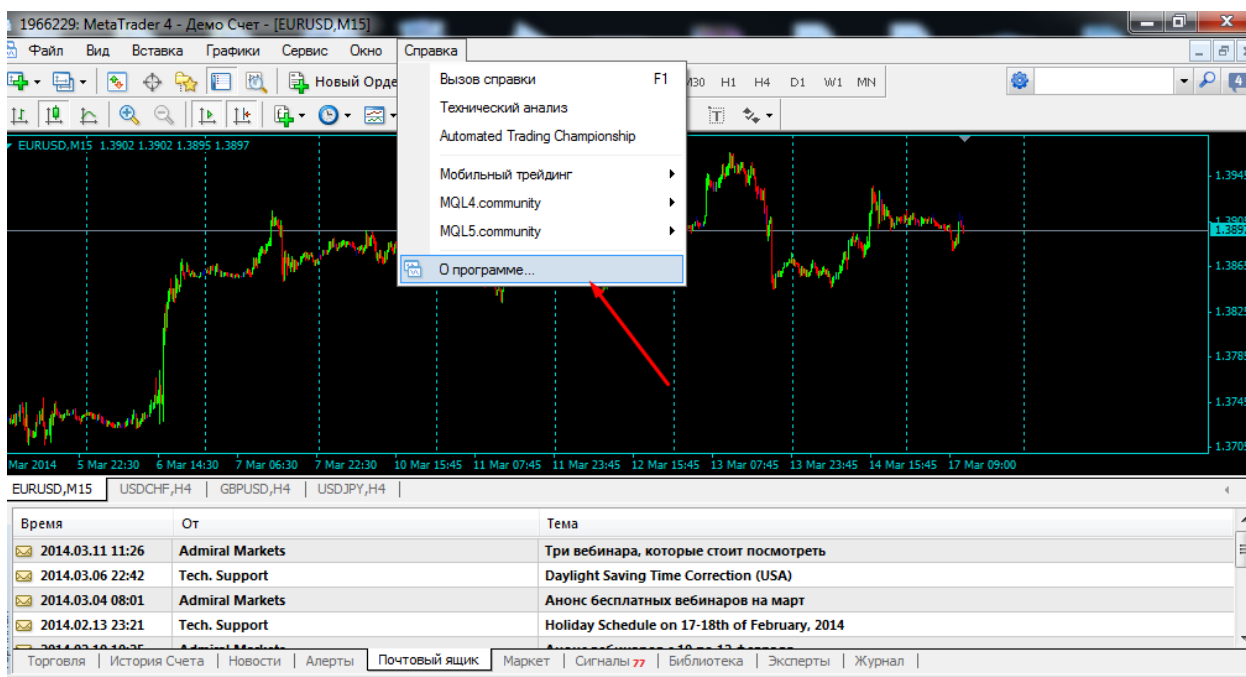 1966229: MetaTrader 4 - Демо Счет - [EURUSD,M15]
Файл Вид Вставка Графики Сервис Окно Справка
Новый Орде
M30 H1 H4 D1 W1 MN
4
T
Вызов справки F1
Технический анализ
Automated Trading Championship
Мобильный трейдинг
MQL4.community
MQL5.community
О программе...
EURUSD,M15 1.3902 1.3902 1.3895 1.3897
1.3945
1.3905
1.3897
1.3865
1.3825
1.3785
1.3745
1.3705
Mar 2014 5 Mar 22:30 6 Mar 14:30 7 Mar 06:30 7 Mar 22:30 10 Mar 15:45 11 Mar 07:45 11 Mar 23:45 12 Mar 15:45 13 Mar 07:45 13 Mar 23:45 14 Mar 15:45 17 Mar 09:00
EURUSD,M15 USDCHF,H4 GBPUSD,H4 USDJPY,H4
Время От Тема
2014.03.11 11:26 Admiral Markets Три вебинара, которые стоит посмотреть
2014.03.06 22:42 Tech. Support Daylight Saving Time Correction (USA)
2014.03.04 08:01 Admiral Markets Анонс бесплатных вебинаров на март
2014.02.13 23:21 Tech. Support Holiday Schedule on 17-18th of February, 2014
Торговля История Счета Новости Алерты Почтовый ящик Маркет Сигналы 77 Библиотека Эксперты Журнал